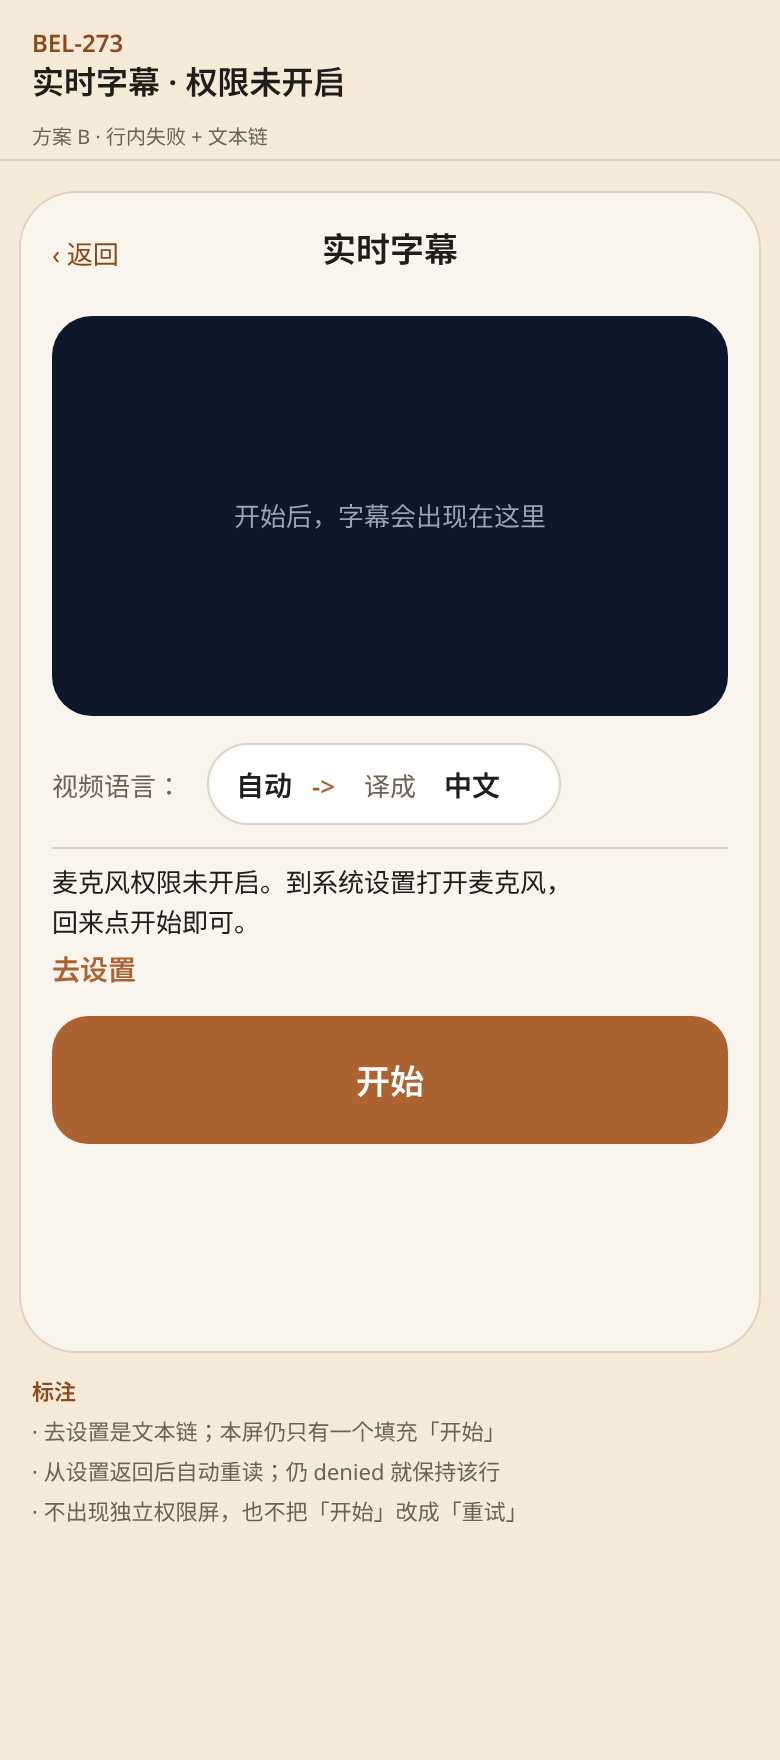 BEL-273
实时字幕 · 权限未开启
方案 B · 行内失败 + 文本链
‹ 返回
实时字幕
开始后，字幕会出现在这里
视频语言：
自动 -> 译成 中文
麦克风权限未开启。到系统设置打开麦克风，
回来点开始即可。
去设置
开始
标注
· 去设置是文本链；本屏仍只有一个填充「开始」
· 从设置返回后自动重读；仍 denied 就保持该行
· 不出现独立权限屏，也不把「开始」改成「重试」